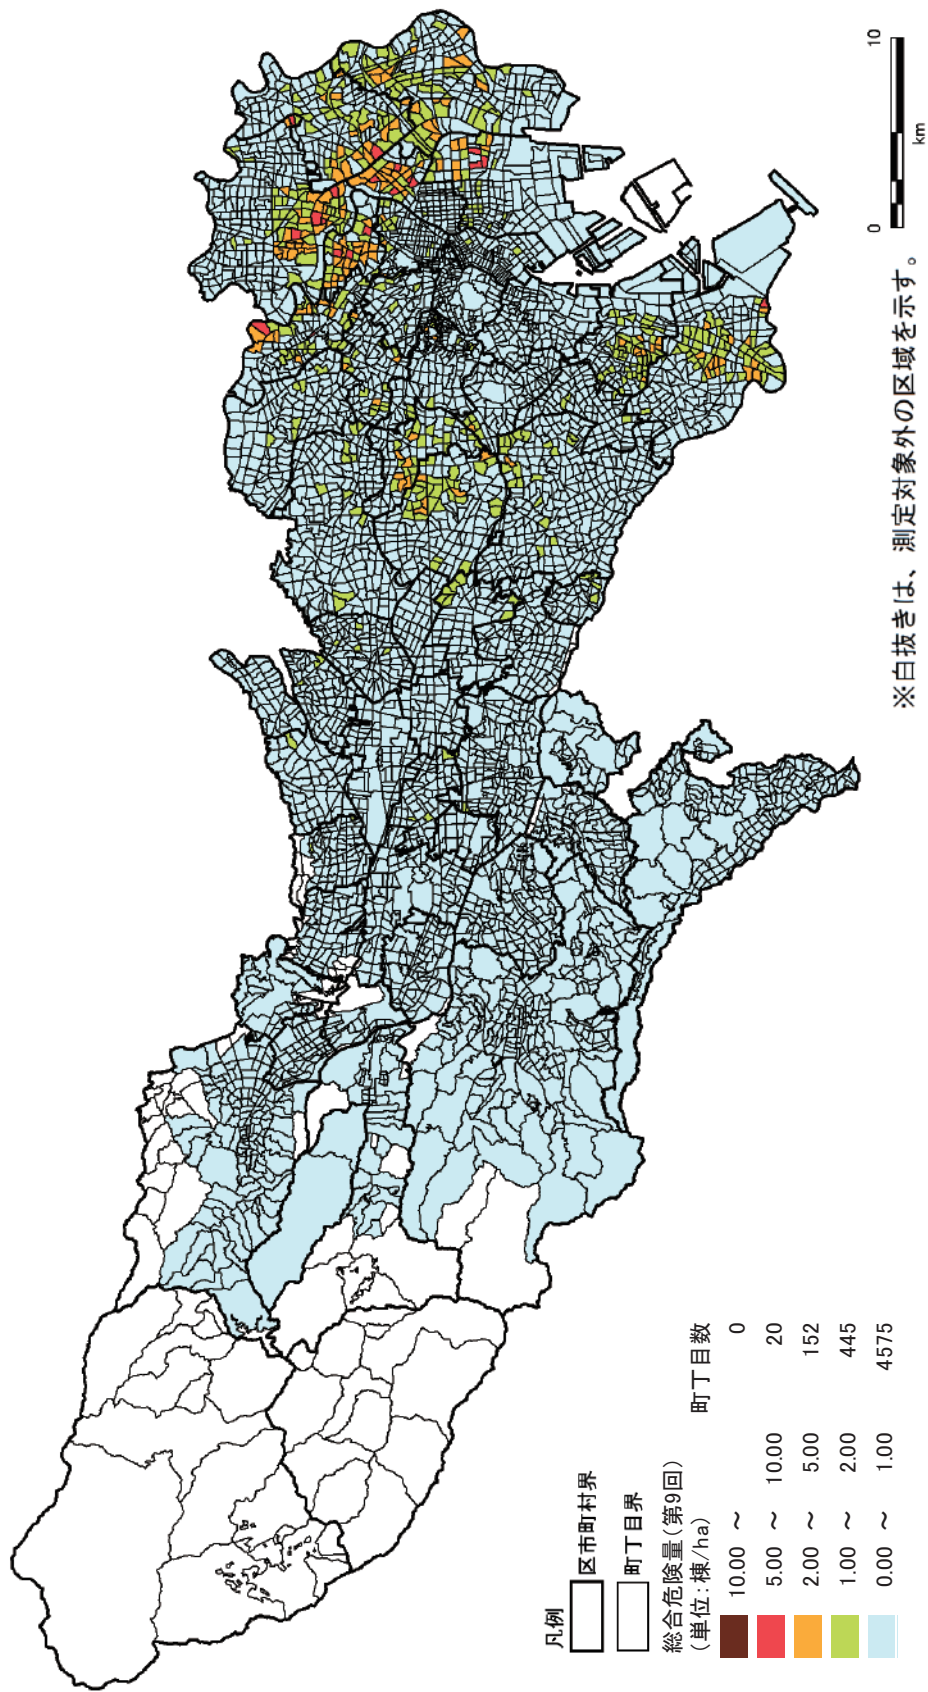 凡例
区市町村界
町丁目界
総合危険量(第9回)
(単位:棟/ha) 町丁目数
10.00 ~ 0
5.00 ~ 10.00 20
2.00 ~ 5.00 152
1.00 ~ 2.00 445
0.00 ~ 1.00 4575
※白抜きは、測定対象外の区域を示す。
0 10
km